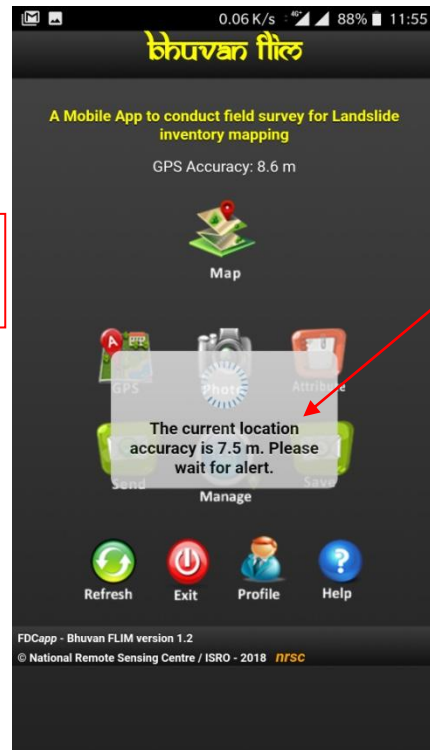 0.06 K/s 4G+ 88% 11:55
bhuvan flim
A Mobile App to conduct field survey for Landslide
inventory mapping
GPS Accuracy: 8.6 m
Map
GPS Photo Attribute
The current location
accuracy is 7.5 m. Please
wait for alert.
Send Manage Save
Refresh Exit Profile Help
FDCapp - Bhuvan FLIM version 1.2
© National Remote Sensing Centre / ISRO - 2018 nrsc